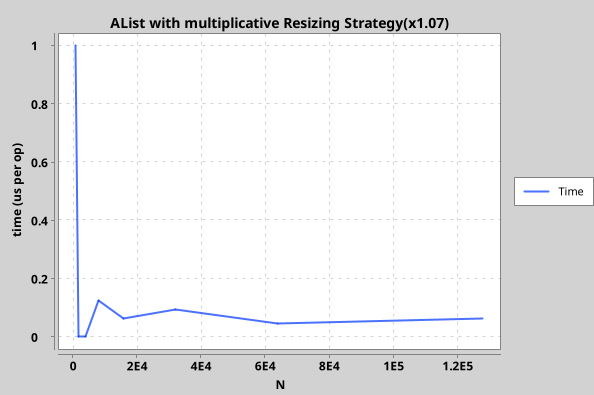 AList with multiplicative Resizing Strategy(x1.07)
1
0.8
0.6
0.4
0.2
0
time (us per op)
0 2E4 4E4 6E4 8E4 1E5 1.2E5
N
Time